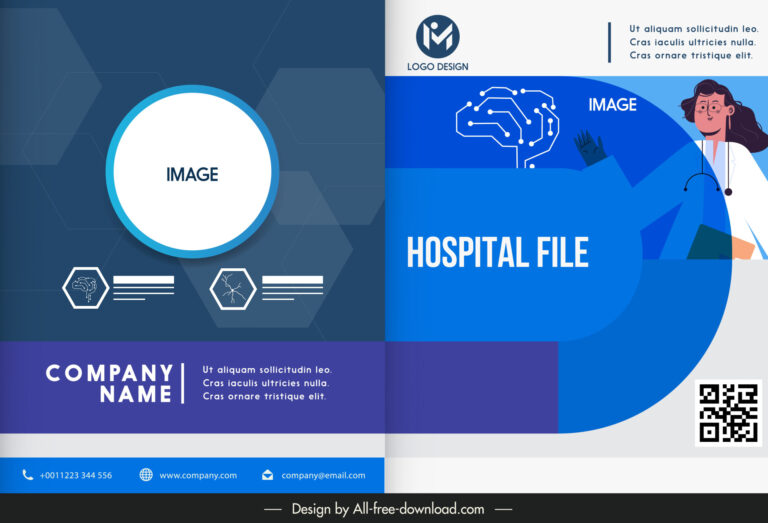 IMAGE
COMPANY
NAME
Ut aliquam sollicitudin leo.
Cras iaculis ultricies nulla.
Cras ornare tristique elit.
+0011223 344 556
www.company.com
company@email.com
LOGO DESIGN
Ut aliquam sollicitudin leo.
Cras iaculis ultricies nulla.
Cras ornare tristique elit.
IMAGE
HOSPITAL FILE
Design by All-free-download.com